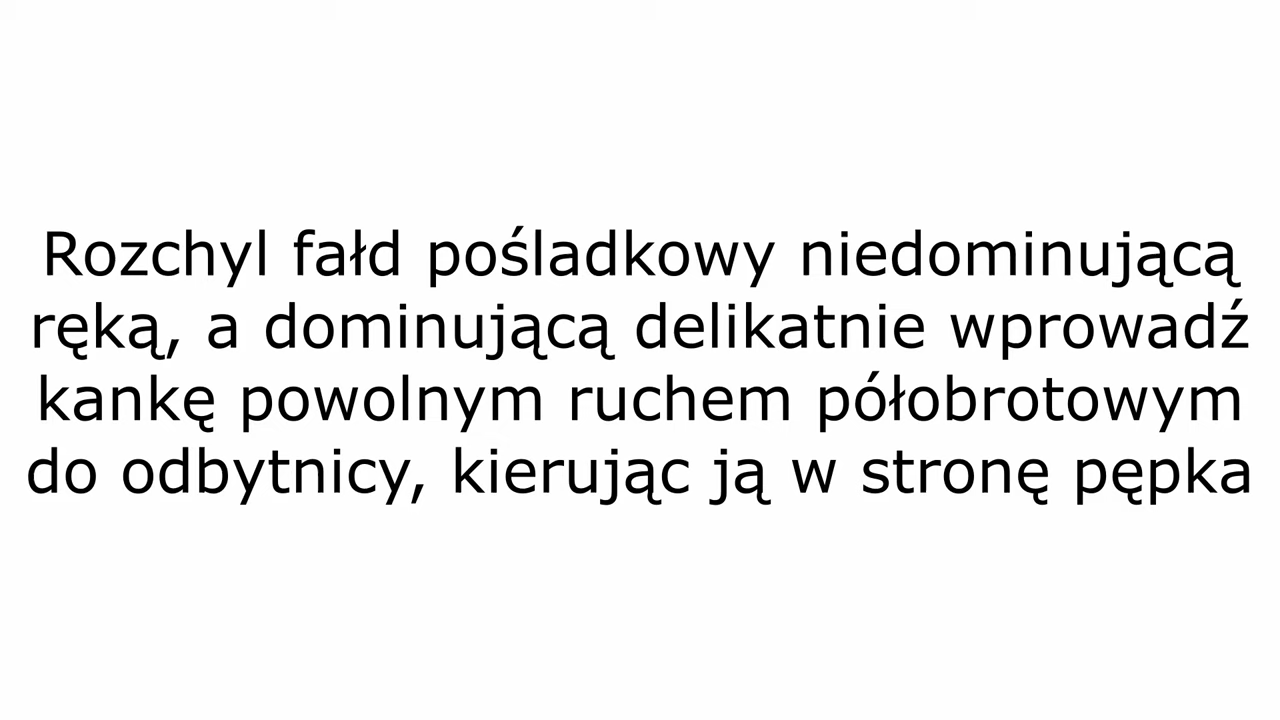 Rozchyl fałd pośladkowy niedominującą
ręką, a dominującą delikatnie wprowadź
kankę powolnym ruchem półobrotowym
do odbytnicy, kierując ją w stronę pępka